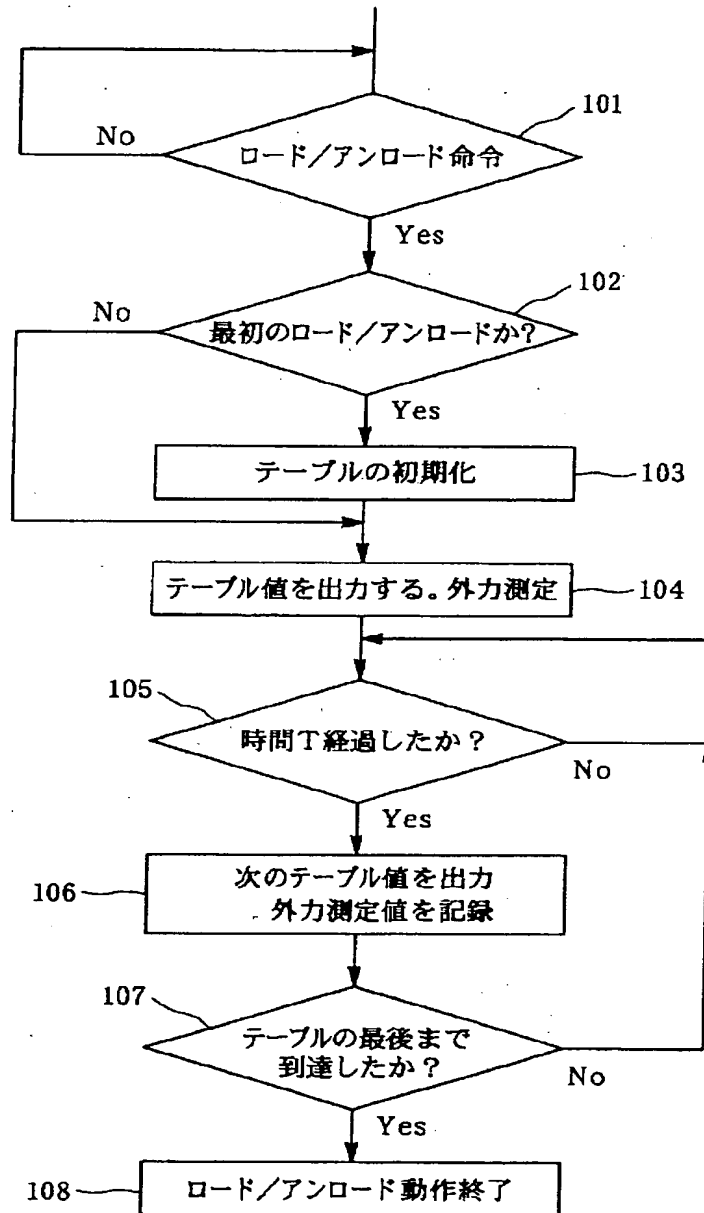 101
No
ロード/アンロード命令
Yes
102
No
最初のロード/アンロードか?
Yes
テーブルの初期化
103
テーブル値を出力する。外力測定
104
105
時間T経過したか?
No
Yes
106
次のテーブル値を出力
外力測定値を記録
107
テーブルの最後まで
到達したか?
No
Yes
108
ロード/アンロード動作終了